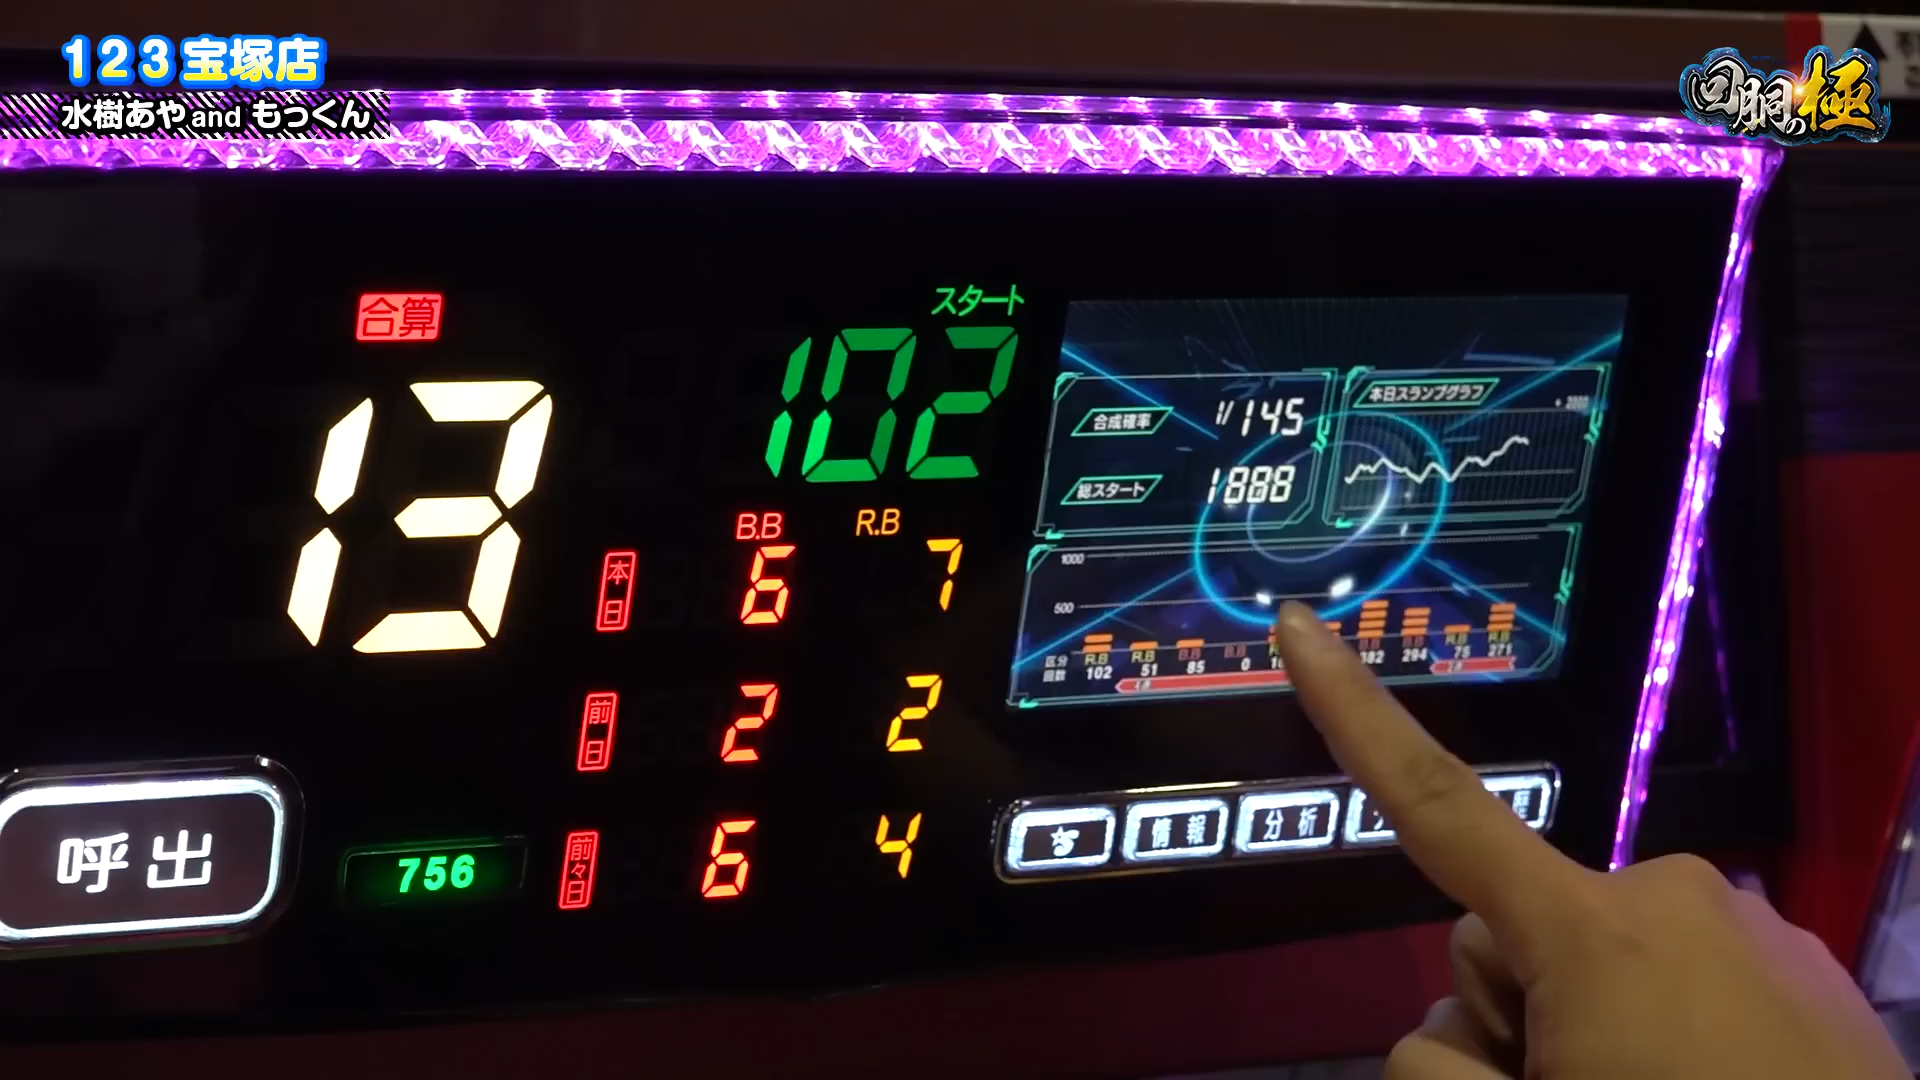 123宝塚店
水樹あや and もっくん
回胴の極
合算
13
スタート
102
B.B R.B
本日 6 7
前日 2 2
前々日 6 4
756
呼出
合成確率 1/145
総スタート 1888
本日スランプグラフ
+2000
1000
500
区分 R.B R.B B.B B.B B.B B.B R.B R.B
回数 102 51 85 0 382 294 75 271
情報
分析